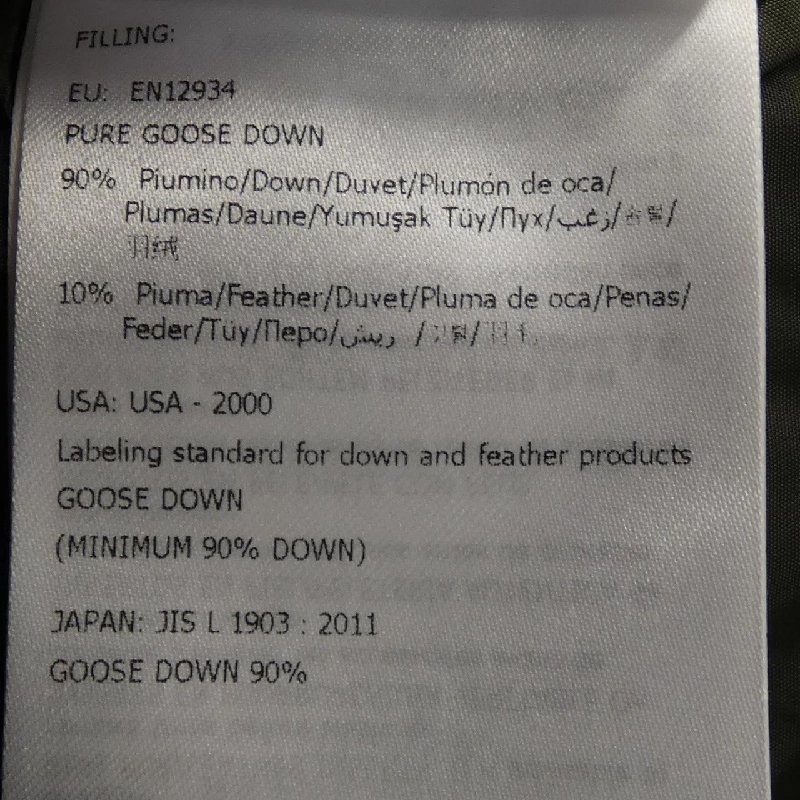 FILLING:
EU: EN12934
PURE GOOSE DOWN
90% Piumino/Down/Duvet/Plumón de oca/
Plumas/Daune/Yumuşak Tüy/Пух/زغب/
羽绒
10% Piuma/Feather/Duvet/Pluma de oca/Penas/
Feder/Tüy/Перо/ريش /
USA: USA - 2000
Labeling standard for down and feather products
GOOSE DOWN
(MINIMUM 90% DOWN)
JAPAN: JIS L 1903 : 2011
GOOSE DOWN 90%